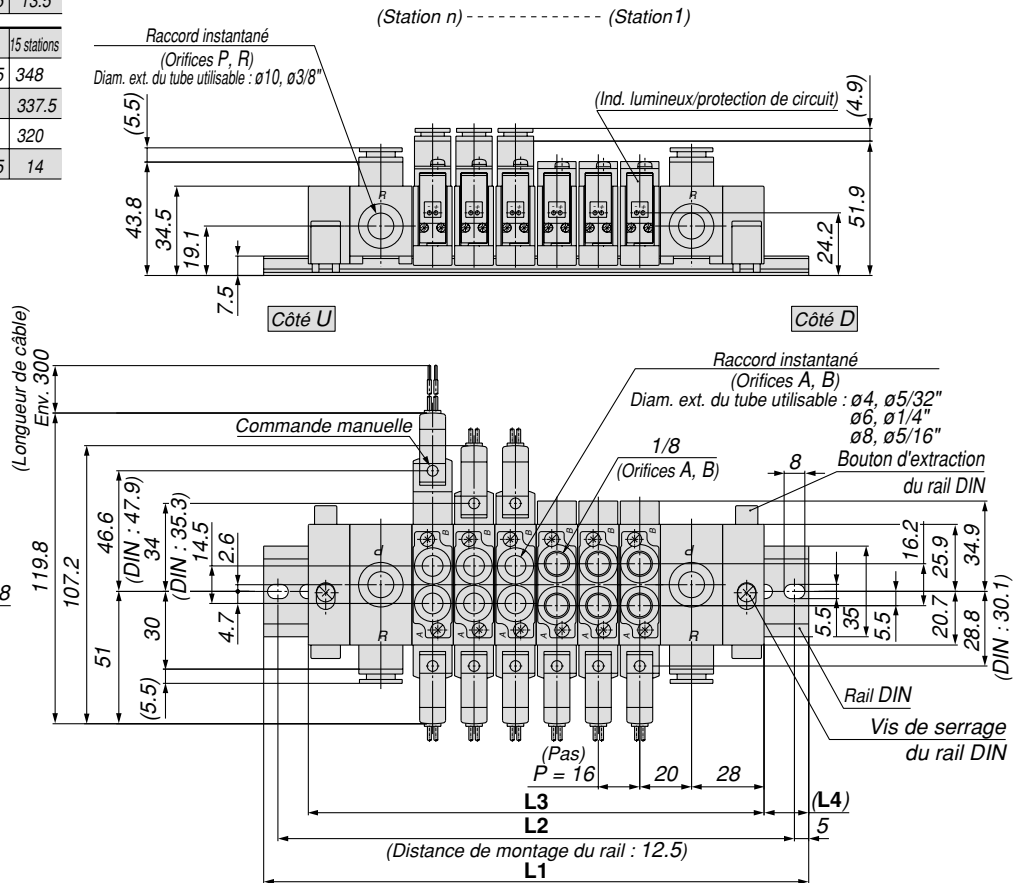 5 13.5
15 stations
5 348
337.5
320
5 14
(Station n) - - - - - - - - - - - (Station1)
Raccord instantané
(Orifices P, R)
Diam. ext. du tube utilisable : ø10, ø3/8"
(Ind. lumineux/protection de circuit)
(4.9)
(5.5)
43.8
34.5
19.1
7.5
R
R
24.2
51.9
Côté U
Côté D
(Longueur de câble)
Env. 300
Raccord instantané
(Orifices A, B)
Diam. ext. du tube utilisable : ø4, ø5/32"
ø6, ø1/4"
ø8, ø5/16"
Commande manuelle
1/8
(Orifices A, B)
8
Bouton d'extraction
du rail DIN
119.8
107.2
46.6
(DIN : 47.9)
34
(DIN : 35.3)
14.5
2.6
16.2
25.9
34.9
B B B B B B
P
P
8
4.7
30
51
(5.5)
5.5
35
5.5
20.7
28.8
(DIN : 30.1)
A A A A A A
R
R
Rail DIN
Vis de serrage
du rail DIN
(Pas)
P = 16
20
28
L3
(L4)
L2
5
(Distance de montage du rail : 12.5)
L1